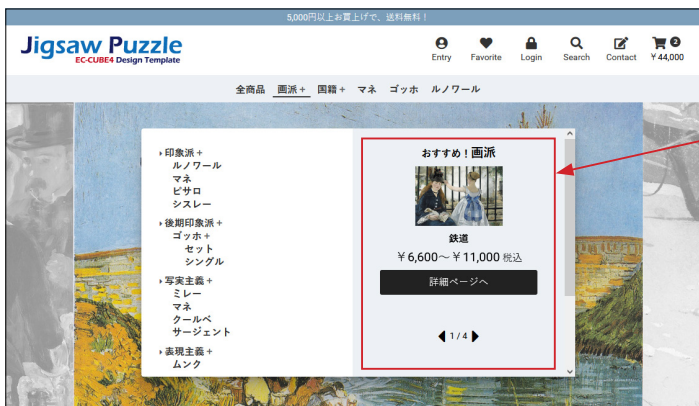 5,000円以上お買上げで、送料無料！
Jigsaw Puzzle
EC-CUBE4 Design Template
Entry
Favorite
Login
Search
Contact
2
￥44,000
全商品 画派+ 国籍+ マネ ゴッホ ルノワール
印象派+
ルノワール
マネ
ピサロ
シスレー
後期印象派+
ゴッホ+
セット
シングル
写実主義+
ミレー
マネ
クールベ
サージェント
表現主義+
ムンク
おすすめ！画派
鉄道
￥6,600～￥11,000 税込
詳細ページへ
1/4